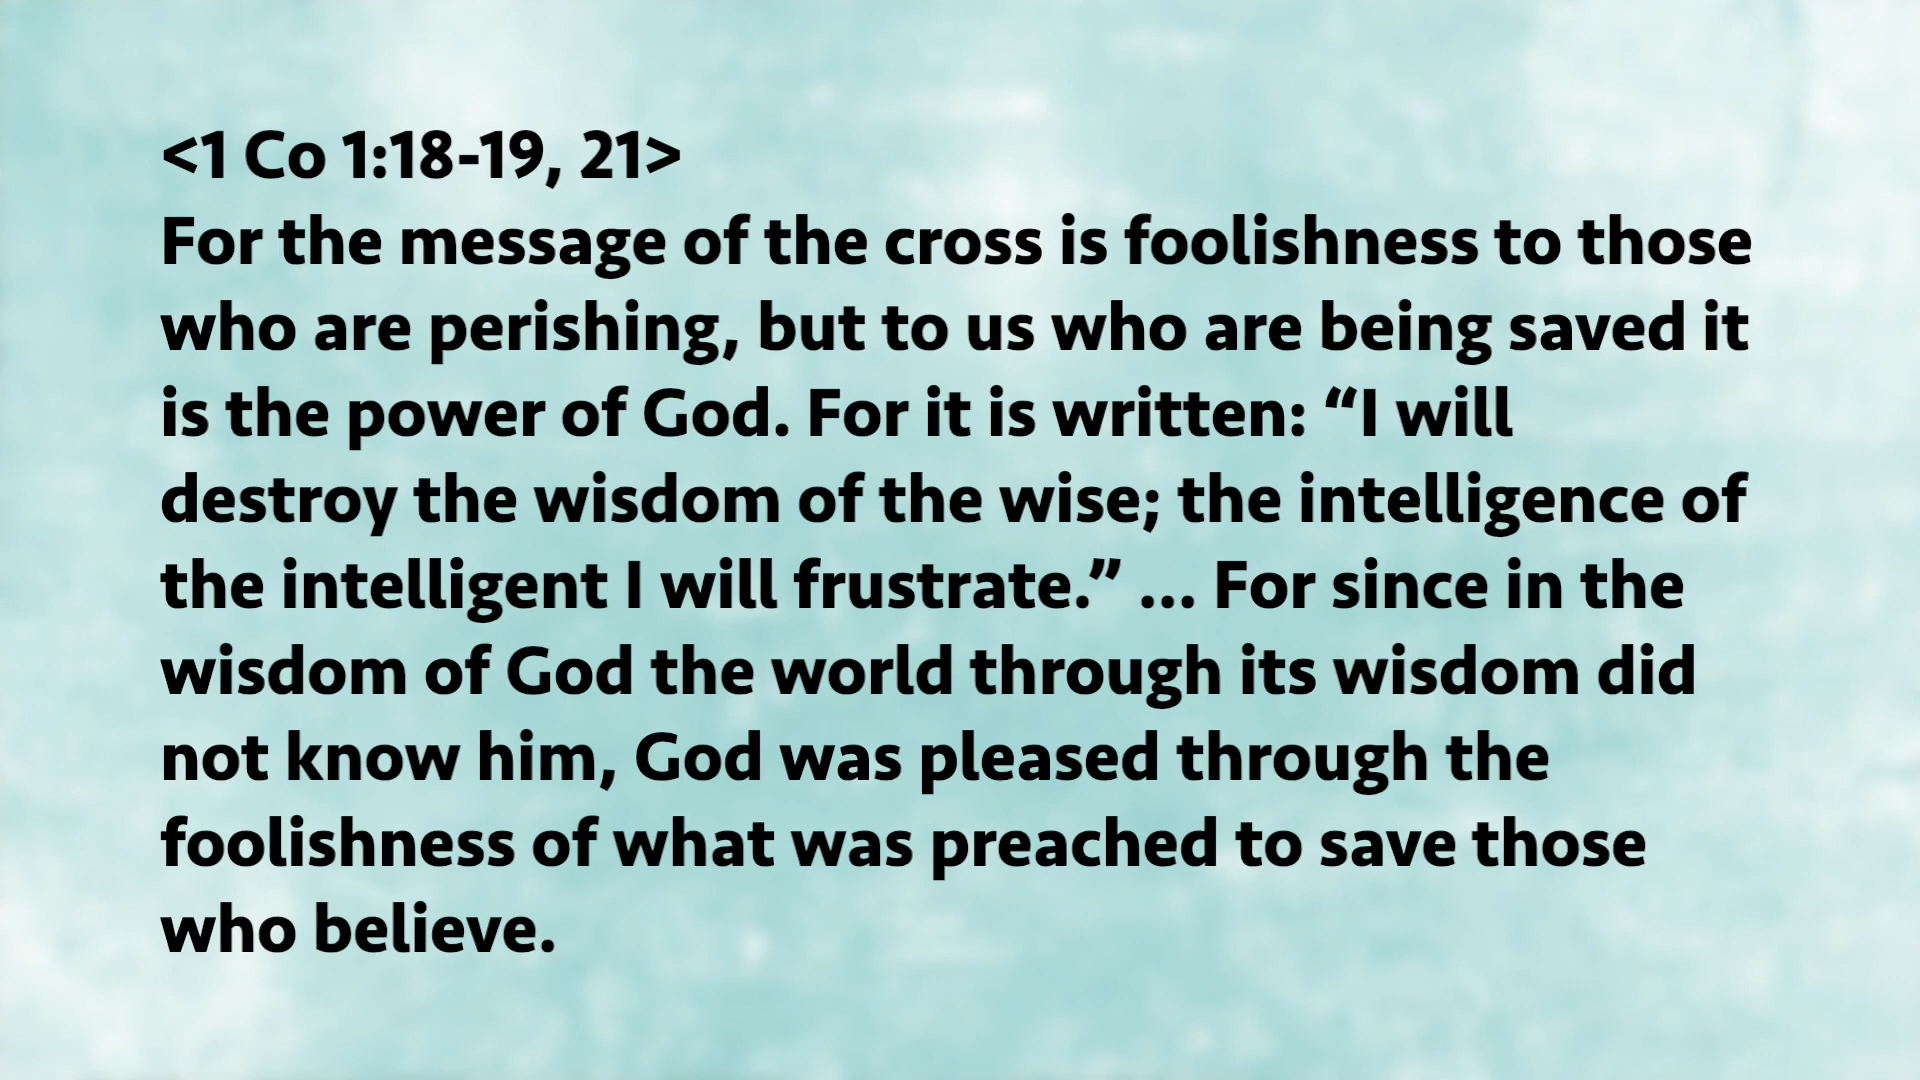 <1 Co 1:18-19, 21>
For the message of the cross is foolishness to those
who are perishing, but to us who are being saved it
is the power of God. For it is written: “I will
destroy the wisdom of the wise; the intelligence of
the intelligent I will frustrate.” ... For since in the
wisdom of God the world through its wisdom did
not know him, God was pleased through the
foolishness of what was preached to save those
who believe.